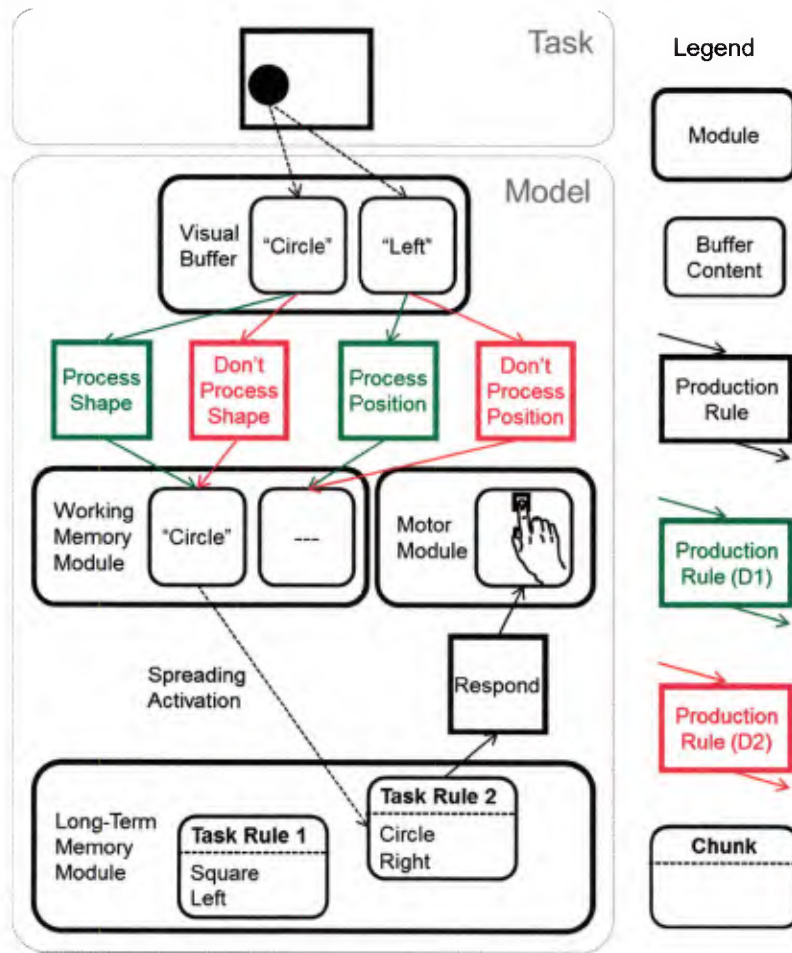 Task
Legend
Module
Model
Visual
Buffer
"Circle"
"Left"
Buffer
Content
Process
Shape
Don't
Process
Shape
Process
Position
Don't
Process
Position
Production
Rule
Working
Memory
Module
"Circle"
---
Motor
Module
Production
Rule (D1)
Spreading
Activation
Respond
Production
Rule (D2)
Long-Term
Memory
Module
Task Rule 1
Square
Left
Task Rule 2
Circle
Right
Chunk